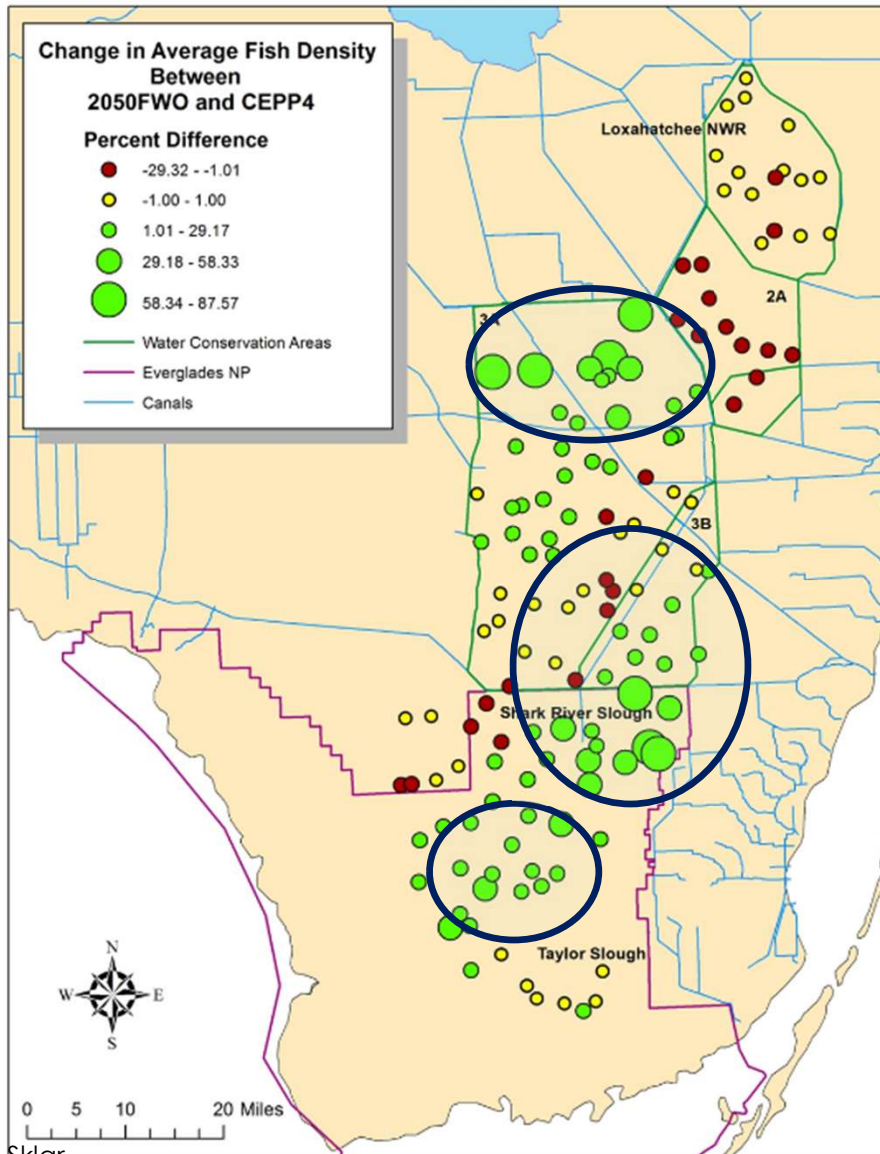 Change in Average Fish Density
Between
2050FWO and CEPP4
Percent Difference
-29.32 - -1.01
-1.00 - 1.00
1.01 - 29.17
29.18 - 58.33
58.34 - 87.57
Water Conservation Areas
Everglades NP
Canals
Loxahatchee NWR
2A
3A
3B
Shark River Slough
Taylor Slough
N
W E
S
0 5 10 20 Miles
Sklar